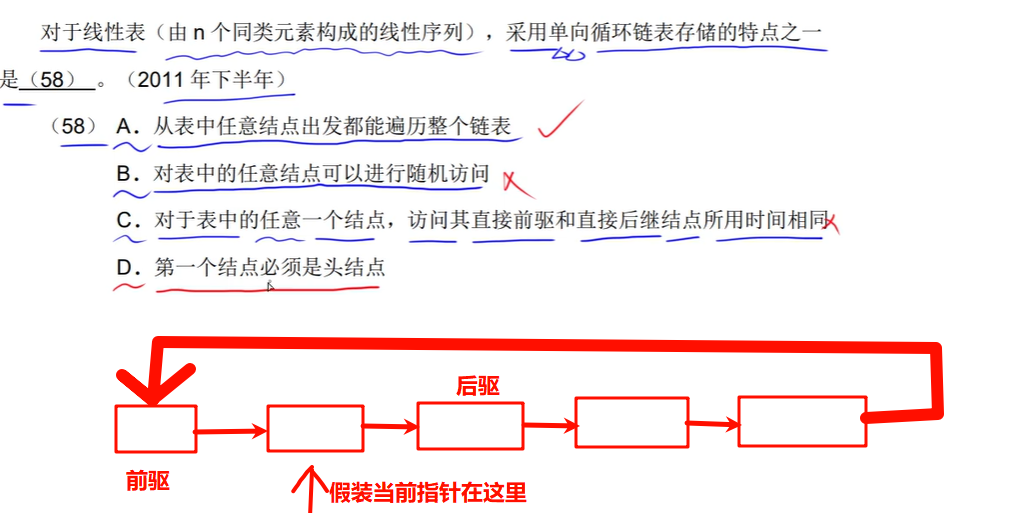 对于线性表（由 n 个同类元素构成的线性序列），采用单向循环链表存储的特点之一
是（58）。（2011 年下半年）
（58） A．从表中任意结点出发都能遍历整个链表
B．对表中的任意结点可以进行随机访问
C．对于表中的任意一个结点，访问其直接前驱和直接后继结点所用时间相同
D．第一个结点必须是头结点
后驱
前驱
假装当前指针在这里